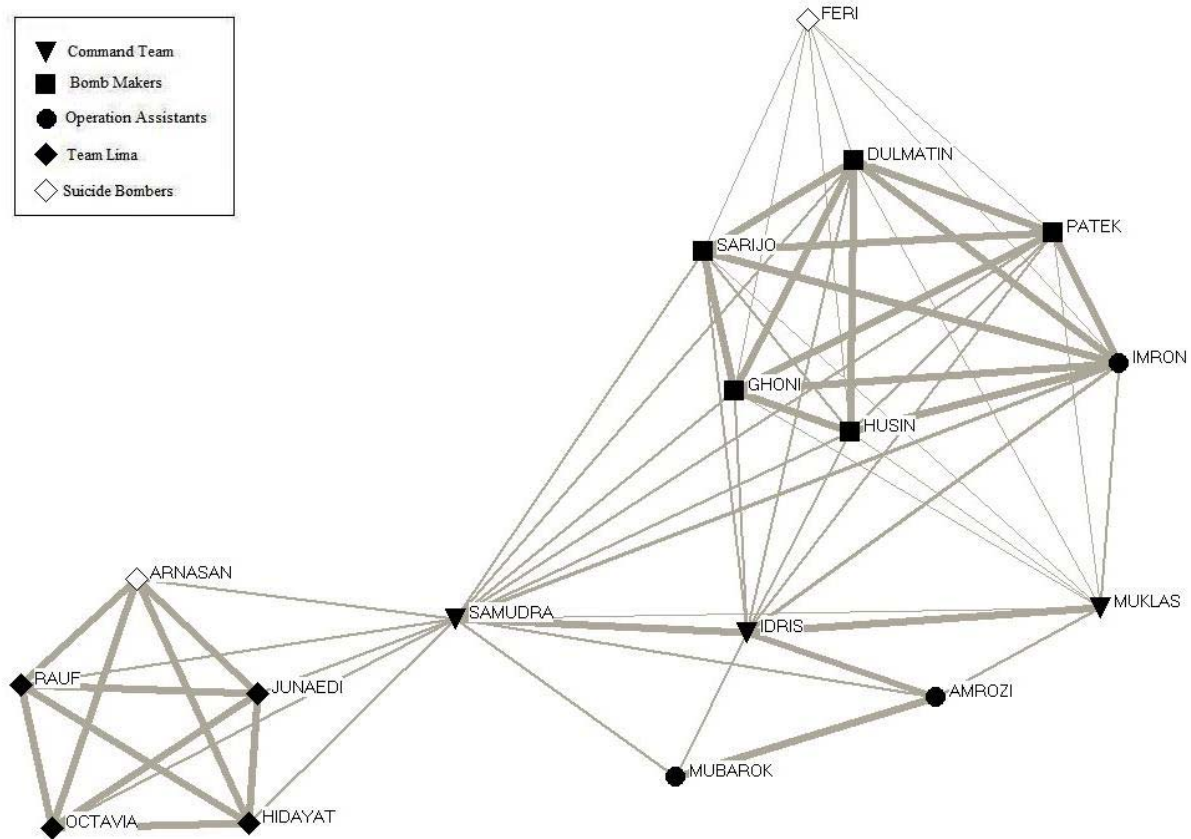 Command Team
Bomb Makers
Operation Assistants
Team Lima
Suicide Bombers
FERI
DULMATIN
PATEK
SARIJO
IMRON
GHONI
HUSIN
ARNASAN
SAMUDRA
IDRIS
MUKLAS
RAUF
JUNAEDI
AMROZI
MUBAROK
OCTAVIA
HIDAYAT